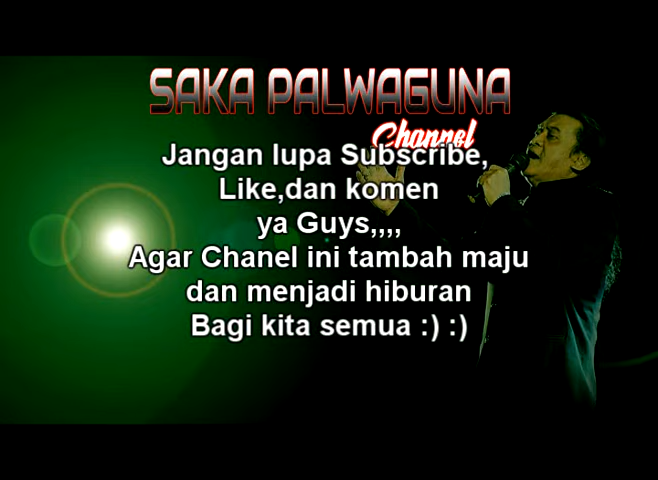 SAKA PALWAGUNA
Channel
Jangan lupa Subscribe,
Like,dan komen
ya Guys,,,,
Agar Chanel ini tambah maju
dan menjadi hiburan
Bagi kita semua :) :)